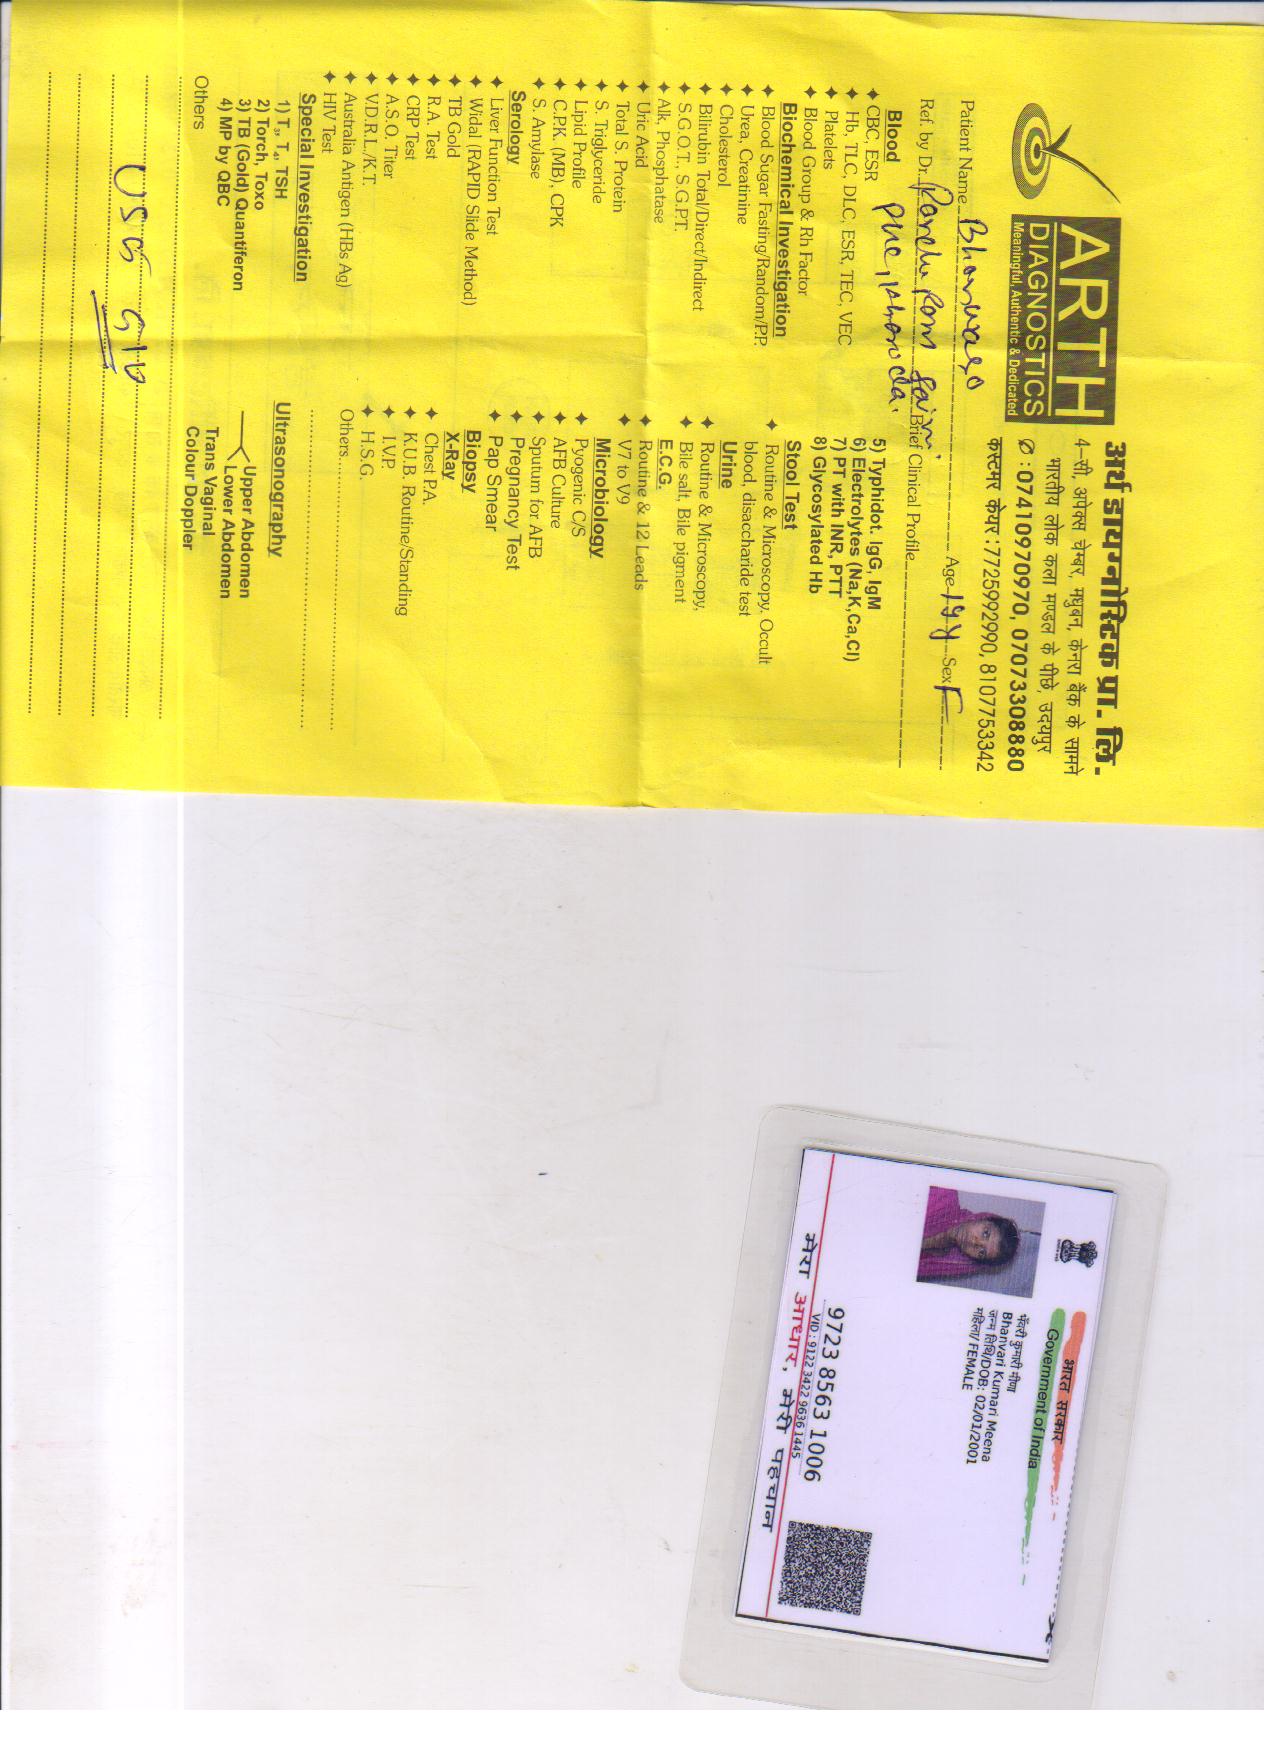 ARTH
DIAGNOSTICS
Meaningful, Authentic & Dedicated
अर्थ डायग्नोस्टिक प्रा. लि.
4-सी, अपेक्स चेम्बर, मधुबन, केनरा बैंक के सामने
भारतीय लोक कला मण्डल के पीछे, उदयपुर
✆ : 07410970970, 07073308880
कस्टमर केयर : 7725992990, 8107753342
Patient Name Age 19 Y Sex F
Ref. by Dr. Ram Brief Clinical Profile
Blood
✦ CBC, ESR
✦ Hb, TLC, DLC, ESR, TEC, VEC
✦ Platelets
✦ Blood Group & Rh Factor
Biochemical Investigation
✦ Blood Sugar Fasting/Random/P.P.
✦ Urea, Creatinine
✦ Cholesterol
✦ Bilirubin Total/Direct/Indirect
✦ S.G.O.T., S.G.P.T.
✦ Alk, Phosphatase
✦ Uric Acid
✦ Total S. Protein
✦ S. Triglyceride
✦ Lipid Profile
✦ C.P.K. (MB), CPK
✦ S. Amylase
Serology
✦ Liver Function Test
✦ Widal (RAPID Slide Method)
✦ TB Gold
✦ R.A. Test
✦ CRP Test
✦ A.S.O. Titer
✦ V.D.R.L./K.T.
✦ Australia Antigen (HBs Ag)
✦ HIV Test
Special Investigation
1) T3, T4, TSH
2) Torch, Toxo
3) TB (Gold) Quantiferon
4) MP by QBC
Others
5) Typhidot. IgG, IgM
6) Electrolytes (Na,K,Ca,Cl)
7) PT with INR, PTT
8) Glycosylated Hb
Stool Test
✦ Routine & Microscopy. Occult
blood, disaccharide test
Urine
✦ Routine & Microscopy,
✦ Bile salt, Bile pigment
E.C.G.
✦ Routine & 12 Leads
✦ V7 to V9
Microbiology
✦ Pyogenic C/S
✦ AFB Culture
✦ Sputum for AFB
✦ Pregnancy Test
✦ Pap Smear
Biopsy
X-Ray
✦ Chest P.A
✦ K.U.B. Routine/Standing
✦ I.V.P.
✦ H.S.G.
Others
Ultrasonography
Upper Abdomen
Lower Abdomen
Trans Vaginal
Colour Doppler
USG
भारत सरकार
Government of India
भँवरी कुमारी मीणा
Bhanvari Kumari Meena
जन्म तिथि/DOB: 02/01/2001
महिला/ FEMALE
9723 8563 1006
VID : 9122 3422 9636 1445
मेरा आधार, मेरी पहचान